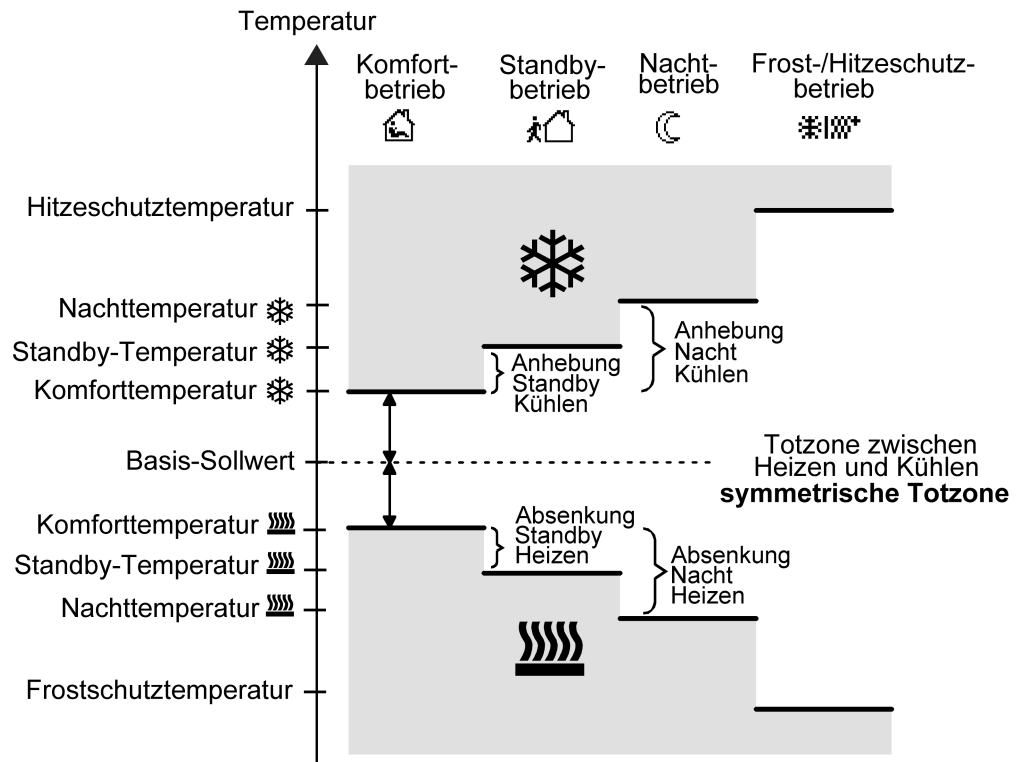 Temperatur
Komfort-
betrieb
Standby-
betrieb
Nacht-
betrieb
Frost-/Hitzeschutz-
betrieb
Hitzeschutztemperatur
Nachttemperatur
Standby-Temperatur
Komforttemperatur
Anhebung
Standby
Kühlen
Anhebung
Nacht
Kühlen
Basis-Sollwert
Totzone zwischen
Heizen und Kühlen
symmetrische Totzone
Komforttemperatur
Standby-Temperatur
Nachttemperatur
Absenkung
Standby
Heizen
Absenkung
Nacht
Heizen
Frostschutztemperatur